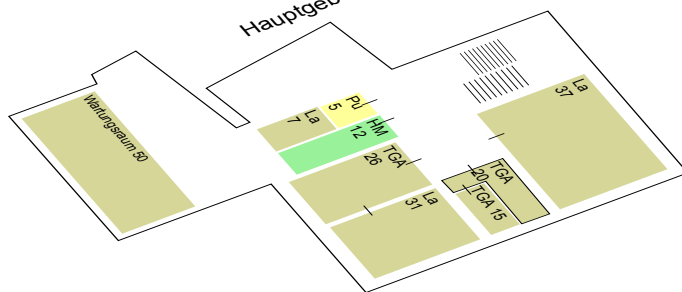 Hauptgeb
Wartungsraum 50
La
7
Pu
5
HM
12
TGA
26
La
31
TGA
20
TGA 15
La
37